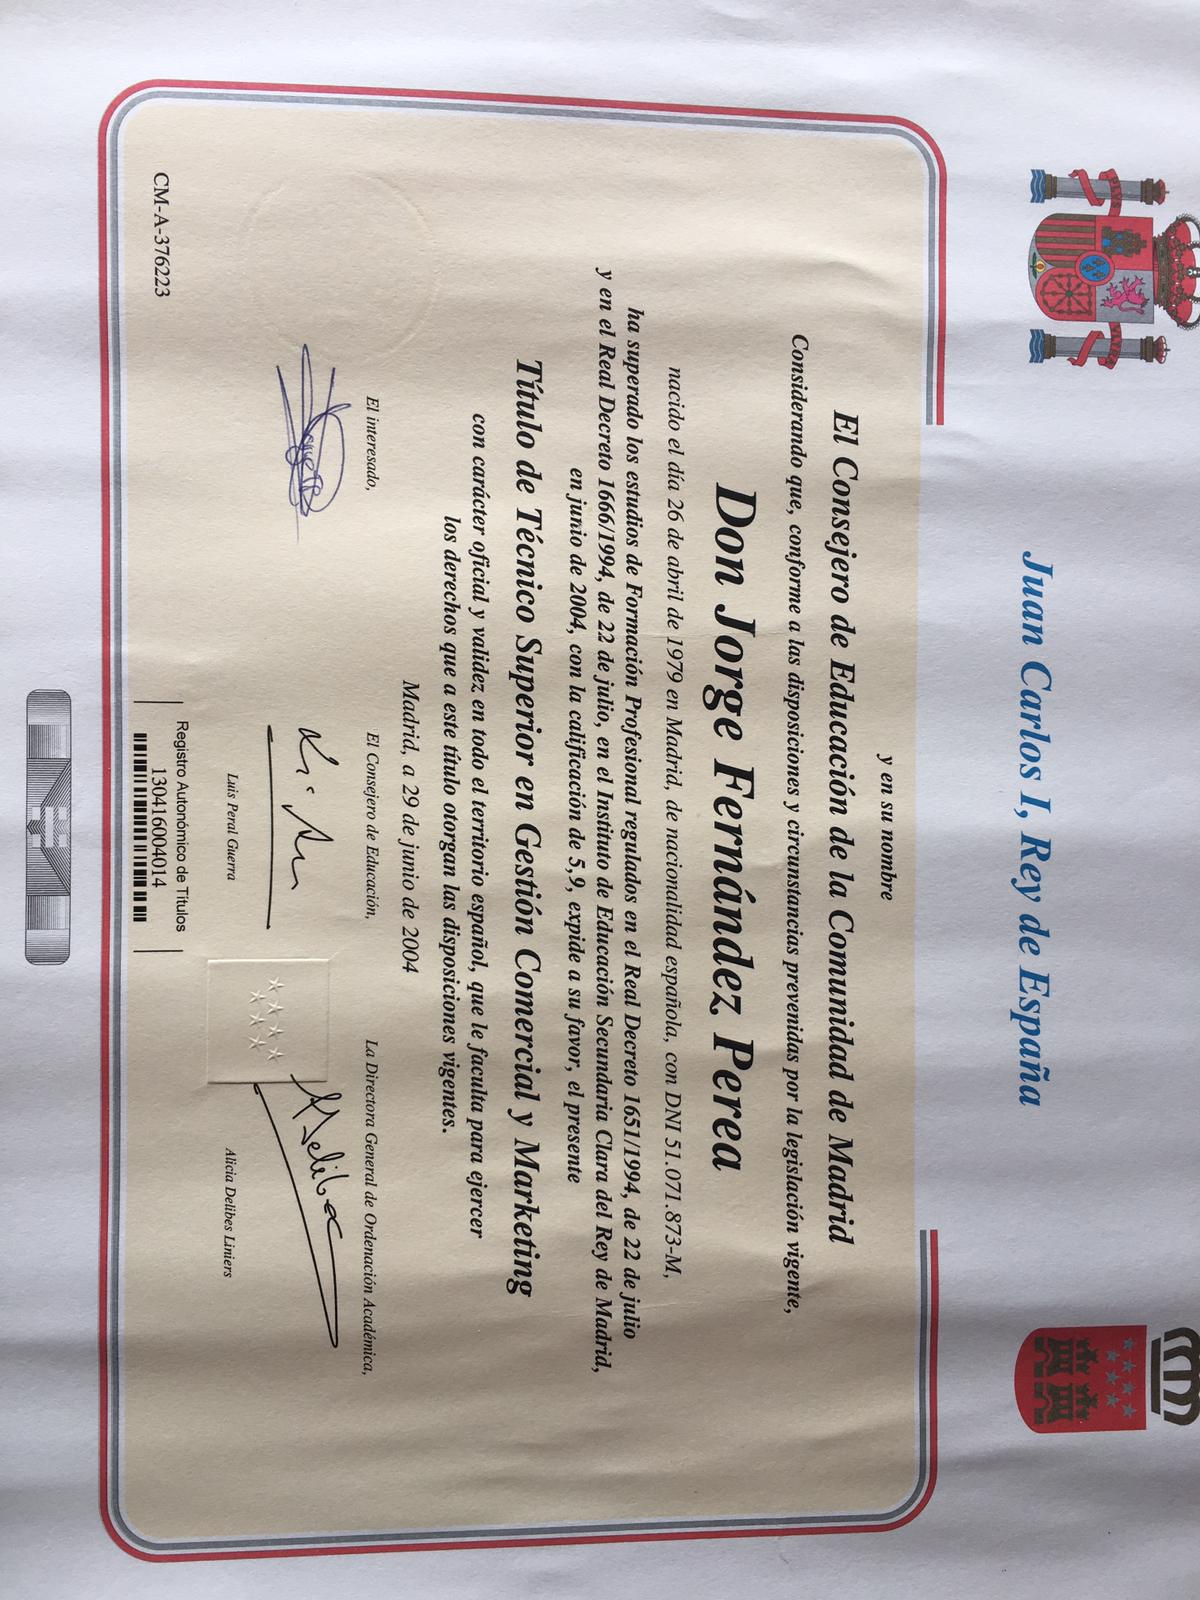 Juan Carlos I, Rey de España
y en su nombre
El Consejero de Educación de la Comunidad de Madrid
Considerando que, conforme a las disposiciones y circunstancias prevenidas por la legislación vigente,
Don Jorge Fernández Perea
nacido el día 26 de abril de 1979 en Madrid, de nacionalidad española, con DNI 51.071.873-M,
ha superado los estudios de Formación Profesional regulados en el Real Decreto 1651/1994, de 22 de julio
y en el Real Decreto 1666/1994, de 22 de julio, en el Instituto de Educación Secundaria Clara del Rey de Madrid,
en junio de 2004, con la calificación de 5,9, expide a su favor, el presente
Título de Técnico Superior en Gestión Comercial y Marketing
con carácter oficial y validez en todo el territorio español, que le faculta para ejercer
los derechos que a este título otorgan las disposiciones vigentes.
Madrid, a 29 de junio de 2004
El interesado,
El Consejero de Educación,
La Directora General de Ordenación Académica,
Luis Peral Guerra
Alicia Delibes Liniers
Registro Autonómico de Títulos
130416004014
CM-A-376223